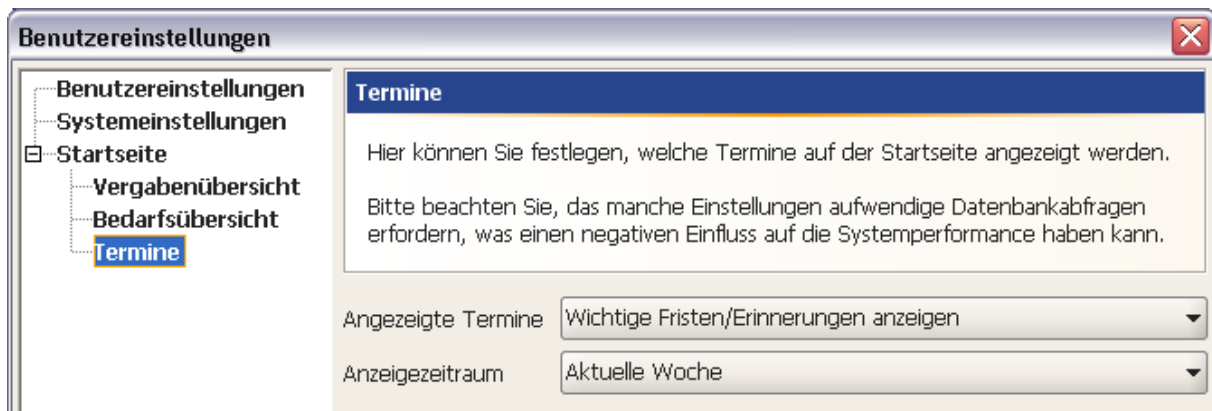 Benutzereinstellungen
Benutzereinstellungen
Systemeinstellungen
Startseite
Vergabenübersicht
Bedarfsübersicht
Termine
Termine
Hier können Sie festlegen, welche Termine auf der Startseite angezeigt werden.
Bitte beachten Sie, das manche Einstellungen aufwendige Datenbankabfragen
erfordern, was einen negativen Einfluss auf die Systemperformance haben kann.
Angezeigte Termine Wichtige Fristen/Erinnerungen anzeigen
Anzeigezeitraum Aktuelle Woche